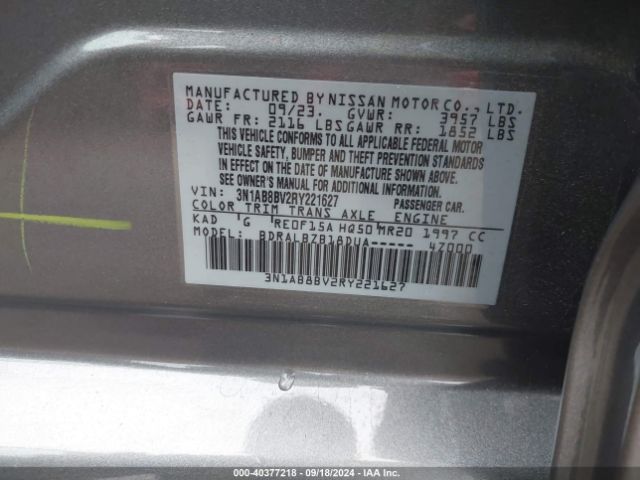 MANUFACTURED BY NISSAN MOTOR CO., LTD.
DATE: 09/23. GVWR: 3957 LBS
GAWR FR: 2116 LBS GAWR RR: 1852 LBS
THIS VEHICLE CONFORMS TO ALL APPLICABLE FEDERAL MOTOR
VEHICLE SAFETY, BUMPER AND THEFT PREVENTION STANDARDS
IN EFFECT ON THE DATE OF MANUFACTURE SHOWN ABOVE.
SEE OWNER'S MANUAL FOR ADDITIONAL INFORMATION.
VIN: 3N1AB8BV2RY221627 PASSENGER CAR.
COLOR TRIM TRANS AXLE ENGINE
KAD G RE0F15A HQ50 MR20 1997 CC
MODEL: BDRALBZB18DUA----- 4Z000
3N1AB8BV2RY221627
000-40377218 - 09/18/2024 - IAA Inc.